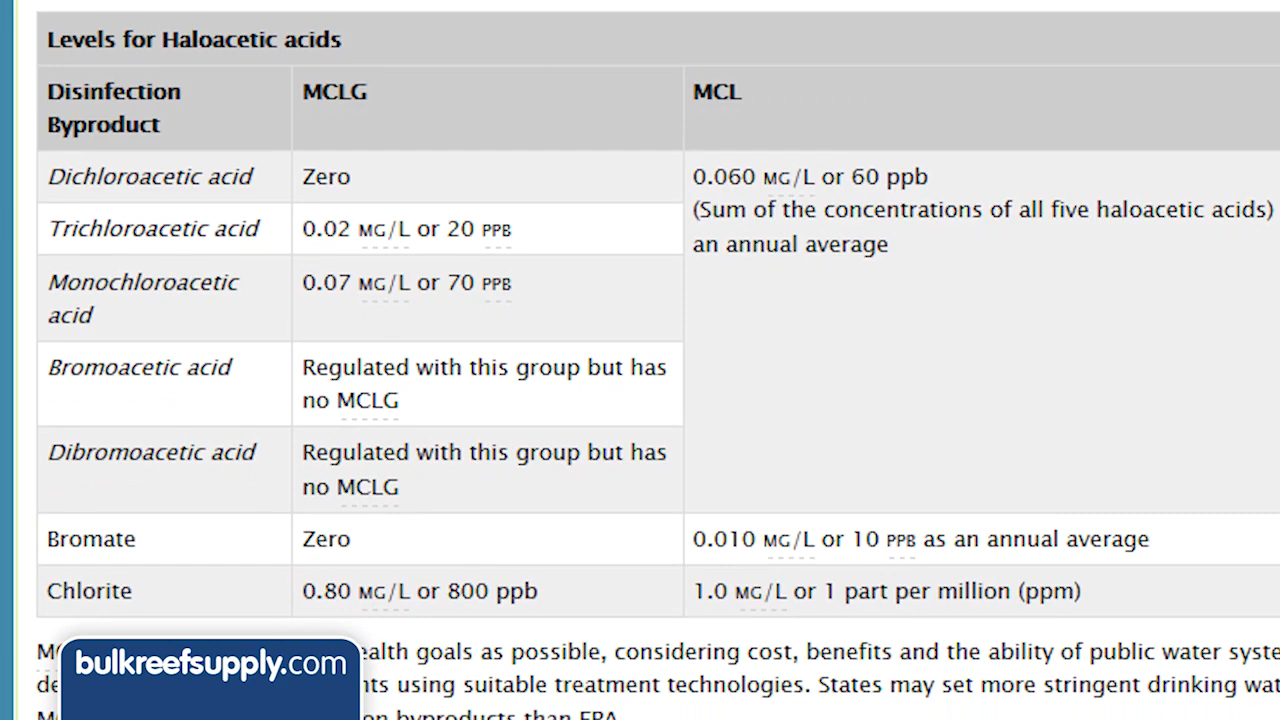 Levels for Haloacetic acids
Disinfection Byproduct
MCLG
MCL
Dichloroacetic acid
Zero
0.060 MG/L or 60 ppb
(Sum of the concentrations of all five haloacetic acids)
an annual average
Trichloroacetic acid
0.02 MG/L or 20 PPB
Monochloroacetic
acid
0.07 MG/L or 70 PPB
Bromoacetic acid
Regulated with this group but has
no MCLG
Dibromoacetic acid
Regulated with this group but has
no MCLG
Bromate
Zero
0.010 MG/L or 10 PPB as an annual average
Chlorite
0.80 MG/L or 800 ppb
1.0 MG/L or 1 part per million (ppm)
goals as possible, considering cost, benefits and the ability of public water
using suitable treatment technologies. States may set more stringent drinking
byproducts than EPA
bulkreefsupply.com